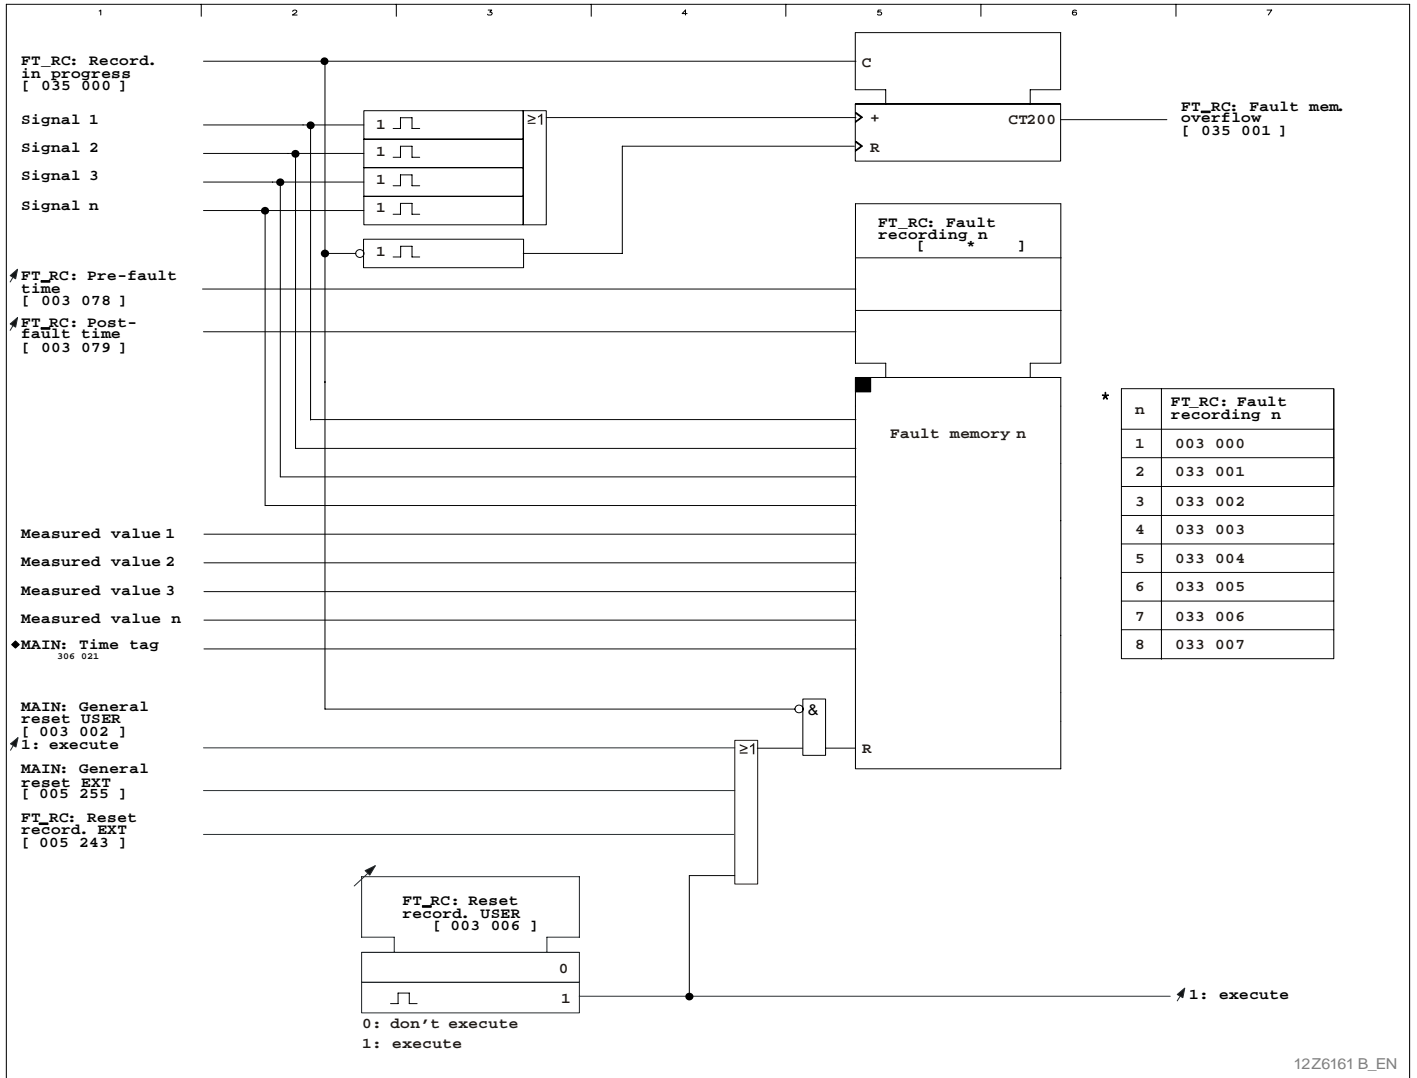 1 2 3 4 5 6 7
FT_RC: Record.
in progress
[ 035 000 ]
C
Signal 1
1
≥1
+
CT200
FT_RC: Fault mem.
overflow
[ 035 001 ]
Signal 2
1
R
Signal 3
1
Signal n
1
1
FT_RC: Fault
recording n
[ * ]
FT_RC: Pre-fault
time
[ 003 078 ]
FT_RC: Post-
fault time
[ 003 079 ]
Fault memory n
*
n FT_RC: Fault
recording n
1 003 000
2 033 001
3 033 002
4 033 003
5 033 004
6 033 005
7 033 006
8 033 007
Measured value 1
Measured value 2
Measured value 3
Measured value n
MAIN: Time tag
306 021
&
MAIN: General
reset USER
[ 003 002 ]
1: execute
≥1
R
MAIN: General
reset EXT
[ 005 255 ]
FT_RC: Reset
record. EXT
[ 005 243 ]
FT_RC: Reset
record. USER
[ 003 006 ]
0
1
1: execute
0: don't execute
1: execute
12Z6161 B_EN